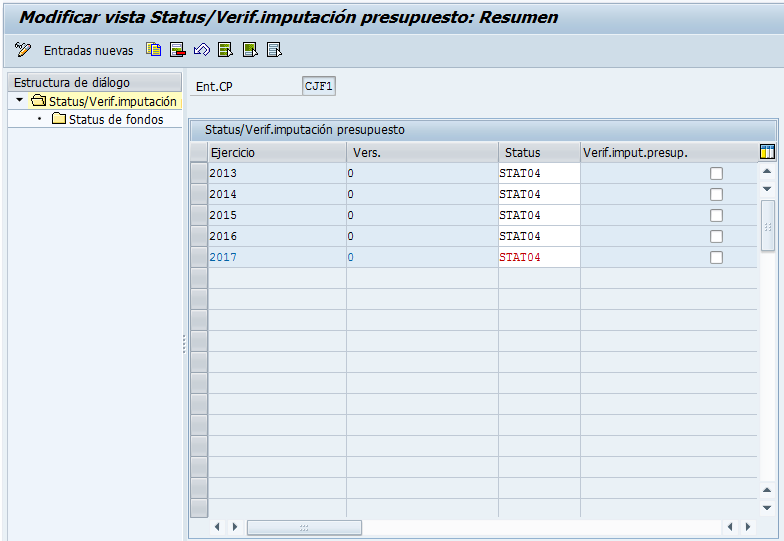 Modificar vista Status/Verif.imputación presupuesto: Resumen
Entradas nuevas
Estructura de diálogo
Status/Verif.imputación
Status de fondos
Ent.CP CJF1
Status/Verif.imputación presupuesto
Ejercicio Vers. Status Verif.imput.presup.
2013 0 STAT04
2014 0 STAT04
2015 0 STAT04
2016 0 STAT04
2017 0 STAT04